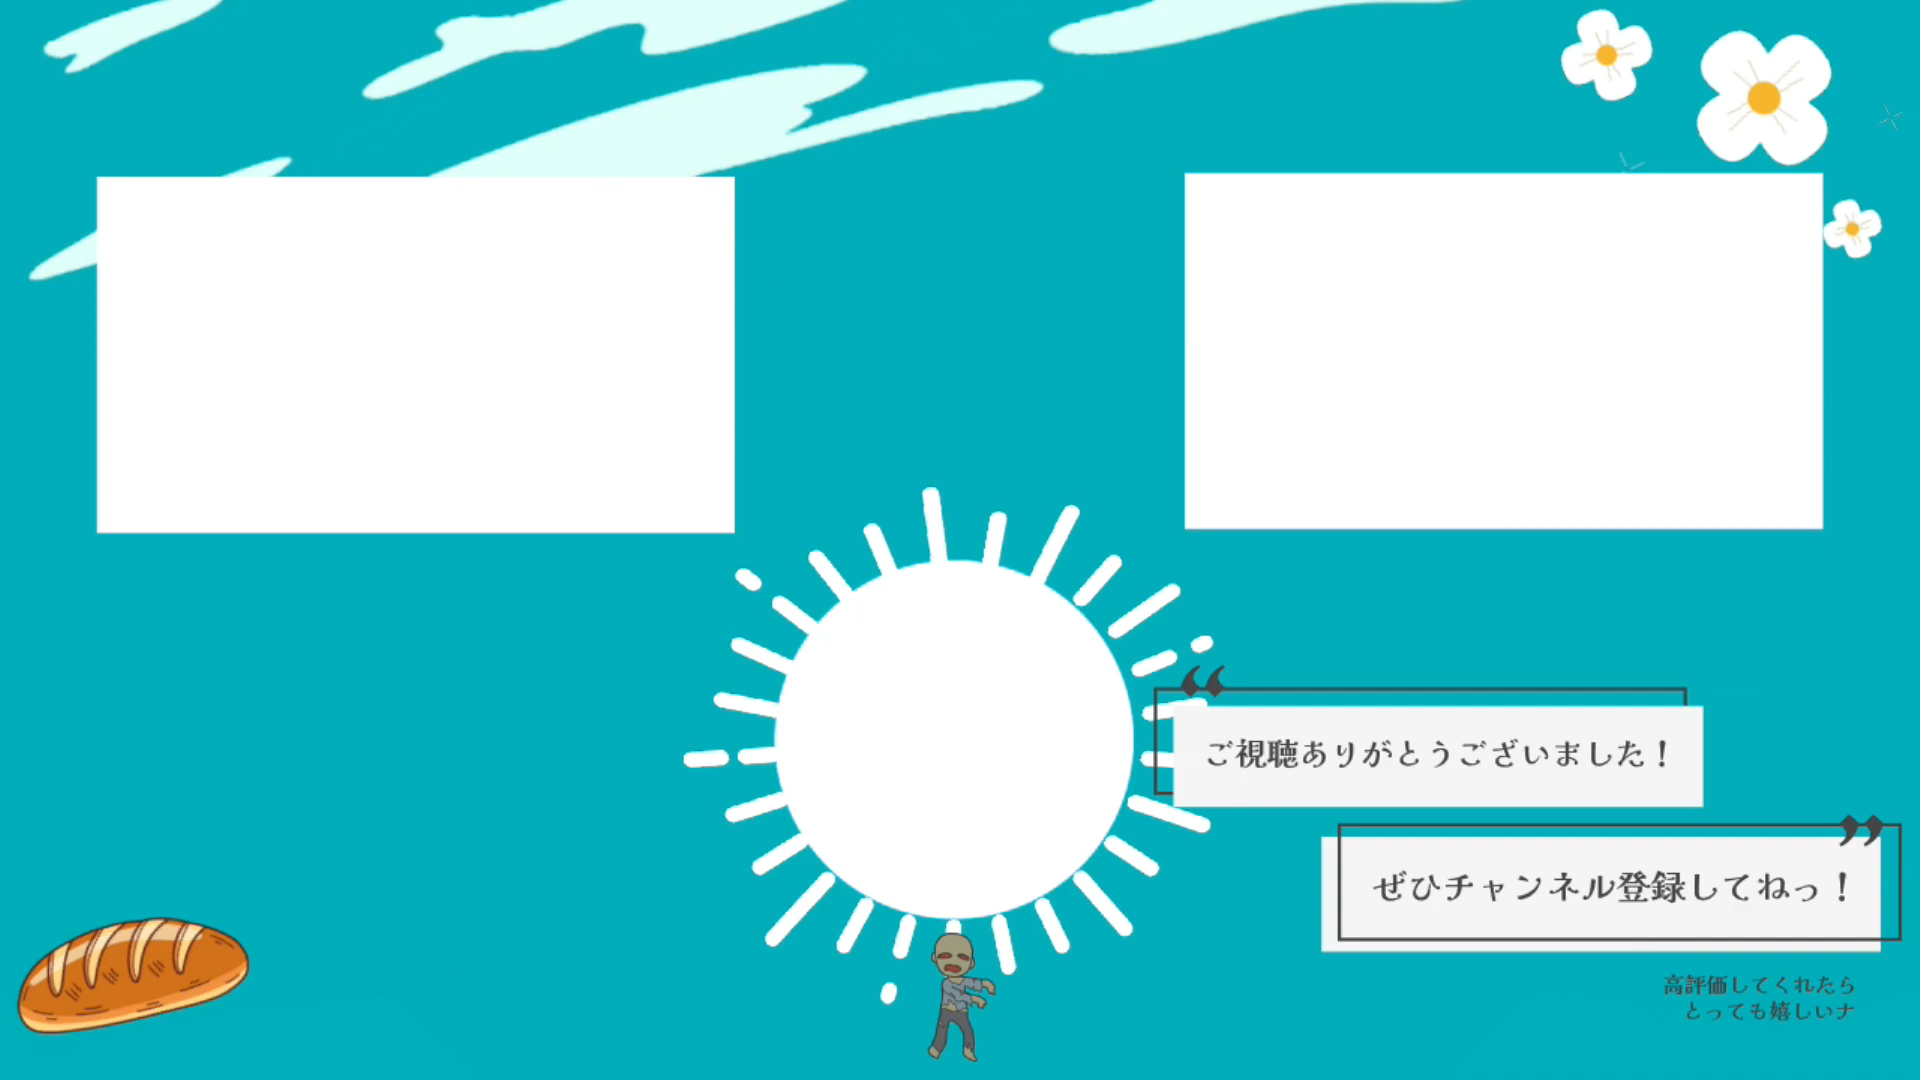 ご視聴ありがとうございました！
ぜひチャンネル登録してねっ！
高評価してくれたら
とっても嬉しいナ